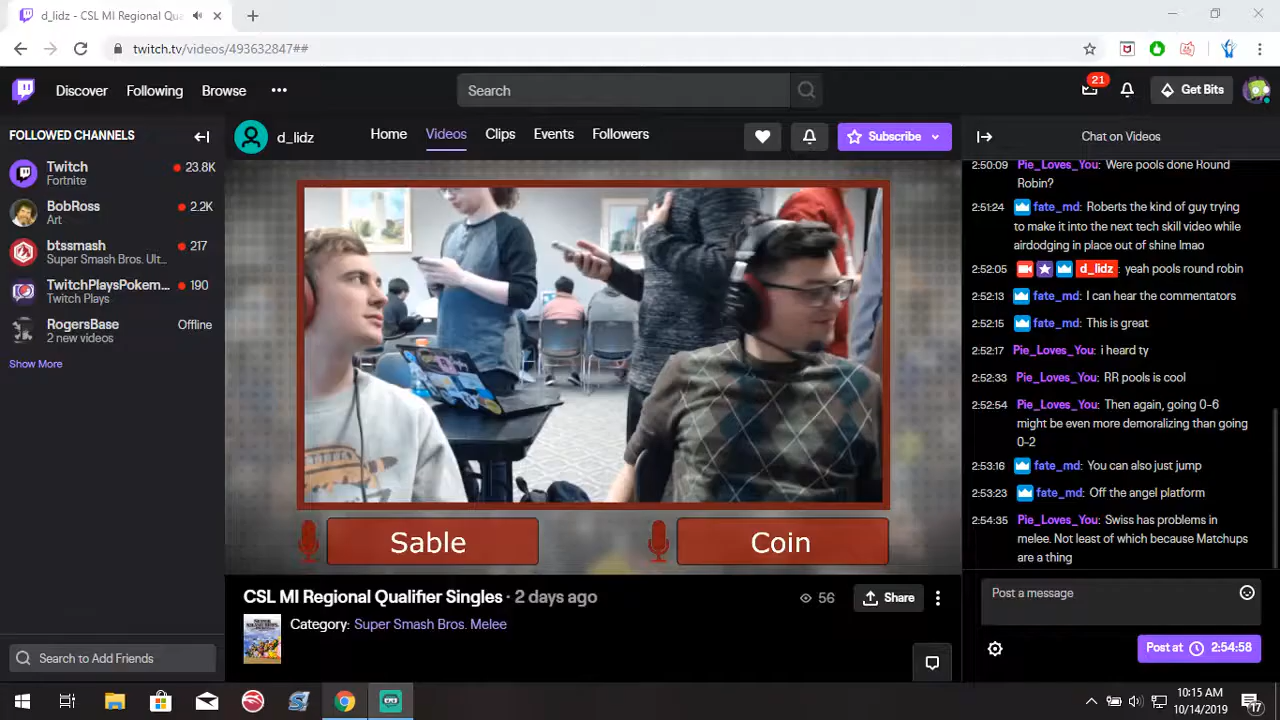 d_lidz - CSL MI Regional Qua
twitch.tv/videos/493632847##
Discover
Following
Browse
Search
21
Get Bits
FOLLOWED CHANNELS
Twitch
Fortnite
23.8K
BobRoss
Art
2.2K
btssmash
Super Smash Bros. Ult...
217
TwitchPlaysPokem...
Twitch Plays
190
RogersBase
2 new videos
Offline
Show More
Search to Add Friends
d_lidz
Home
Videos
Clips
Events
Followers
Subscribe
Sable
Coin
CSL MI Regional Qualifier Singles · 2 days ago
56
Share
Category: Super Smash Bros. Melee
Chat on Videos
2:50:09 Pie_Loves_You: Were pools done Round
Robin?
2:51:24 fate_md: Roberts the kind of guy trying
to make it into the next tech skill video while
airdodging in place out of shine lmao
2:52:05 d_lidz: yeah pools round robin
2:52:13 fate_md: I can hear the commentators
2:52:15 fate_md: This is great
2:52:17 Pie_Loves_You: i heard ty
2:52:33 Pie_Loves_You: RR pools is cool
2:52:54 Pie_Loves_You: Then again, going 0-6
might be even more demoralizing than going
0-2
2:53:16 fate_md: You can also just jump
2:53:23 fate_md: Off the angel platform
2:54:35 Pie_Loves_You: Swiss has problems in
melee. Not least of which because Matchups
are a thing
Post a message
Post at 2:54:58
10:15 AM
10/14/2019
17